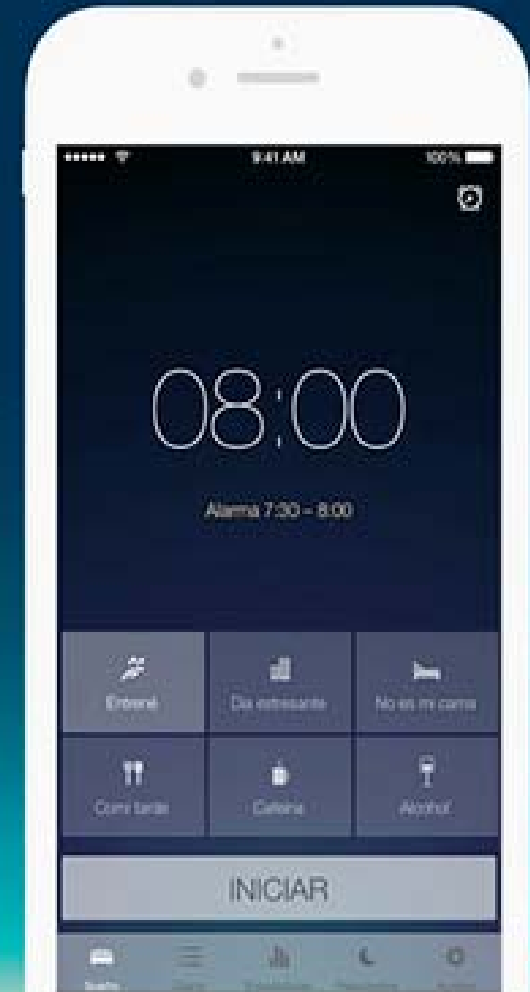 9:41 AM 100%
08:00
Alarma 7:30 – 8:00
Entrené Día estresante No es mi cama
Comí tarde Cafeína Alcohol
INICIAR
Sueño